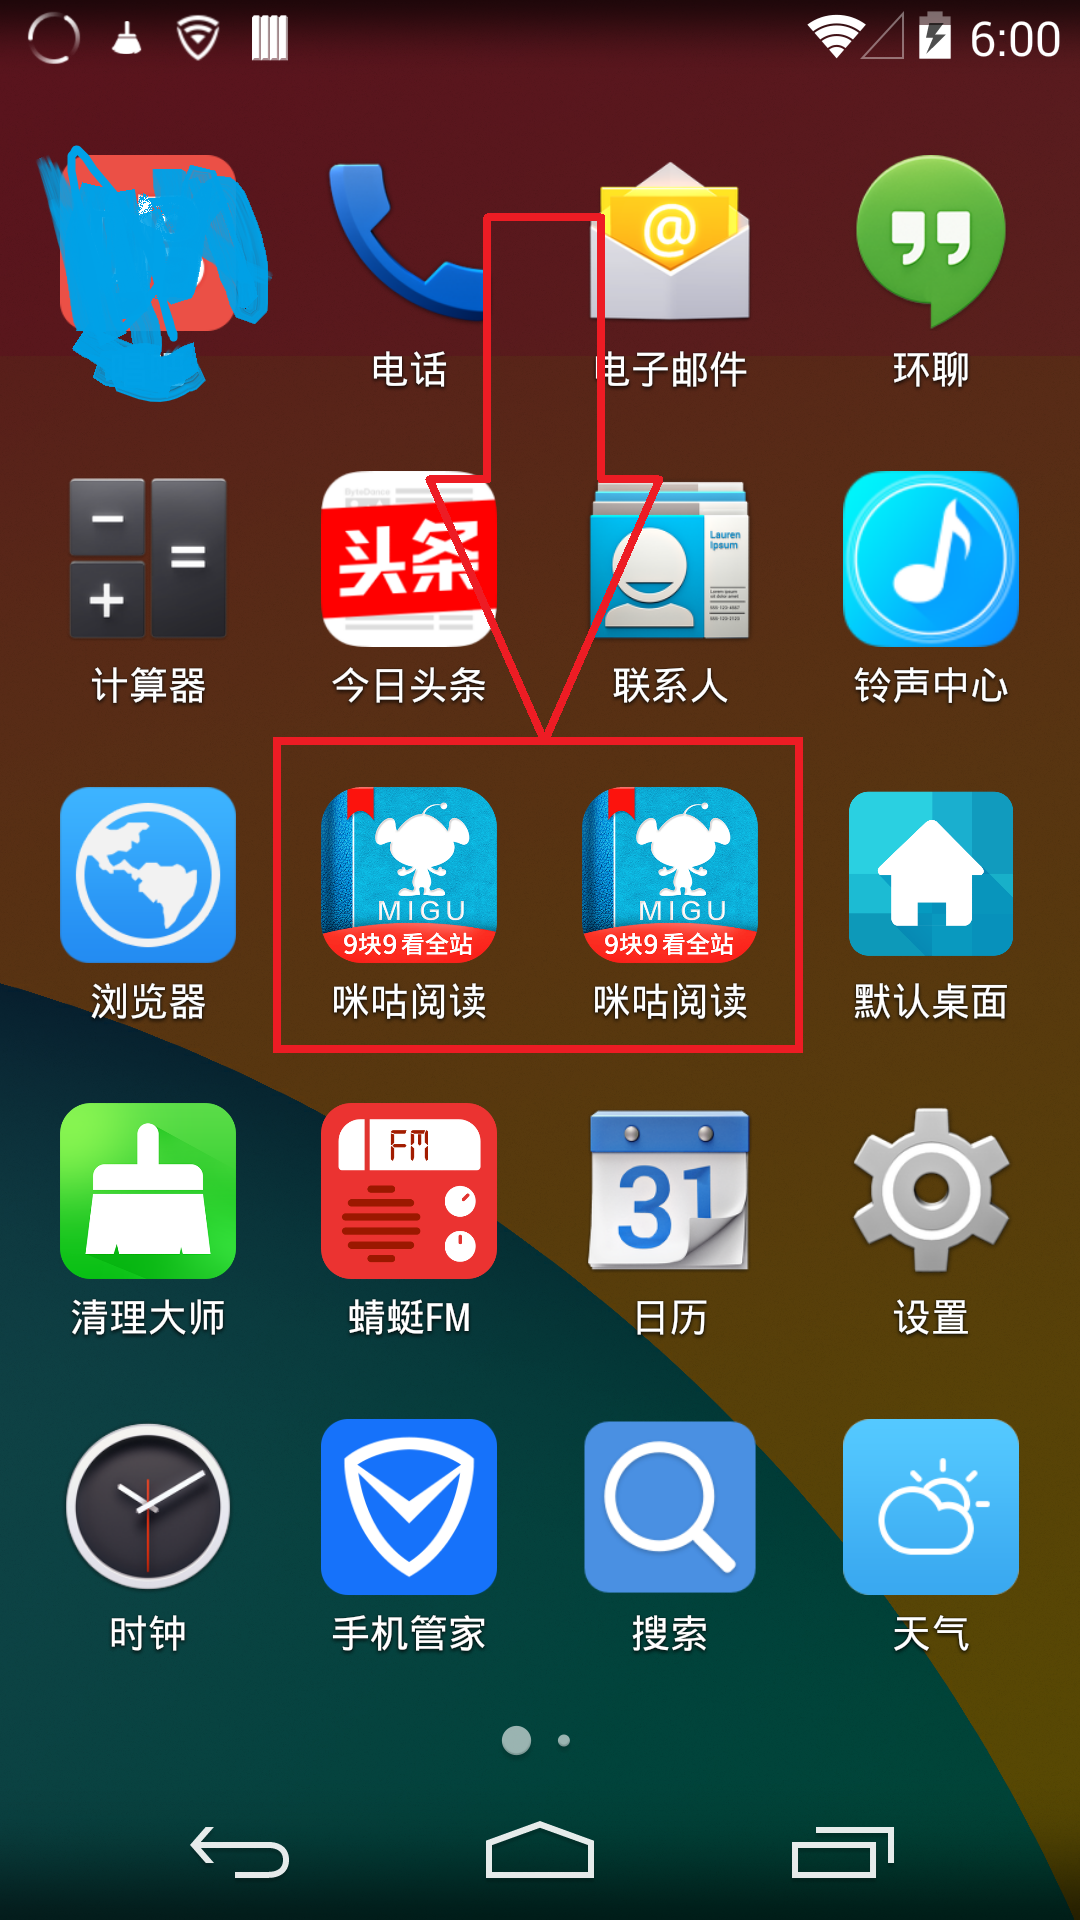 6:00
@
电话
电子邮件
环聊
ByteDance
头条
Lauren
Ipsum
计算器
今日头条
联系人
铃声中心
MIGU
9块9看全站
MIGU
9块9看全站
浏览器
咪咕阅读
咪咕阅读
默认桌面
FM
31
清理大师
蜻蜓FM
日历
设置
时钟
手机管家
搜索
天气